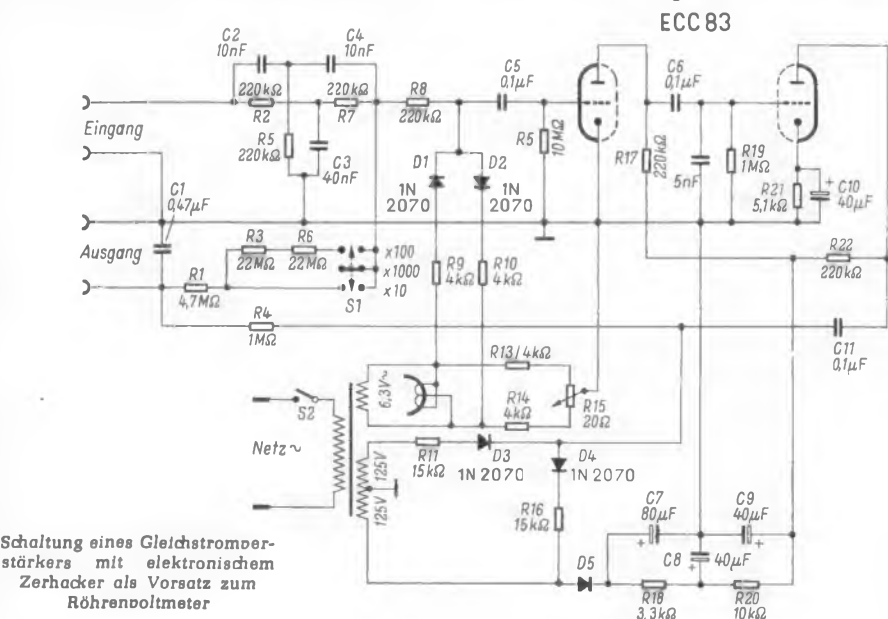 ECC83
C2
10nF
C4
10nF
220kΩ
R2
220kΩ
R7
R8
220kΩ
C5
0,1µF
C6
0,1µF
Eingang
R5
220kΩ
C3
40nF
D1
D2
1N
2070
1N
2070
R5
10MΩ
R17
220kΩ
5nF
R19
1MΩ
R21
5,1kΩ
+
C10
40µF
C1
0,47µF
Ausgang
R3
22MΩ
R6
22MΩ
x100
x1000
x10
S1
R1
4,7MΩ
R9
4kΩ
R10
4kΩ
R22
220kΩ
R4
1MΩ
C11
0,1µF
R13/4kΩ
6,3V~
R14
4kΩ
R15
20Ω
S2
Netz~
125V
125V
R11
15kΩ
D3
1N2070
D4
1N2070
R16
15kΩ
C7
80µF
+
C9
40µF
+
C8
+
40µF
D5
R18
3,3kΩ
R20
10kΩ
Schaltung eines Gleichstromver-
stärkers mit elektronischem
Zerhacker als Vorsatz zum
Röhrenvoltmeter